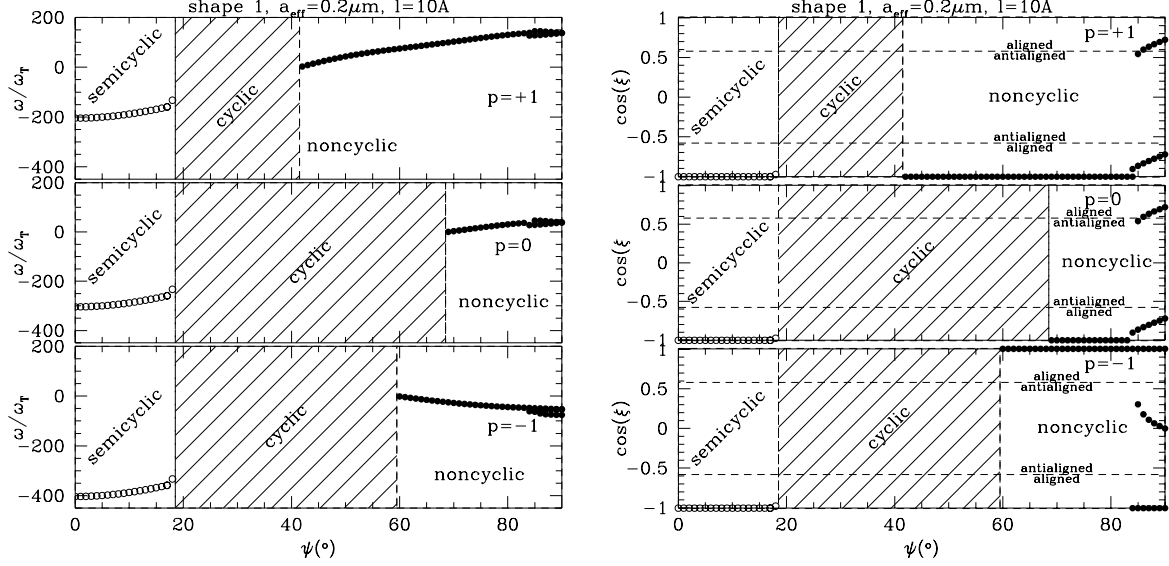 shape 1, a_eff=0.2μm, l=10A
200
0
−200
−400
ω/ω_T
semicyclic
cyclic
noncyclic
p=+1
200
0
−200
−400
ω/ω_T
semicyclic
cyclic
noncyclic
p=0
200
0
−200
−400
ω/ω_T
semicyclic
cyclic
noncyclic
p=−1
0 20 40 60 80
ψ(°)
shape 1, a_eff=0.2μm, l=10A
1
0.5
0
−0.5
−1
cos(ξ)
semicyclic
cyclic
p=+1
aligned
antialigned
noncyclic
antialigned
aligned
1
0.5
0
−0.5
−1
cos(ξ)
semicycclic
cyclic
p=0
aligned
antialigned
noncyclic
antialigned
aligned
1
0.5
0
−0.5
−1
cos(ξ)
semicyclic
cyclic
p=−1
aligned
antialigned
noncyclic
antialigned
aligned
0 20 40 60 80
ψ(°)